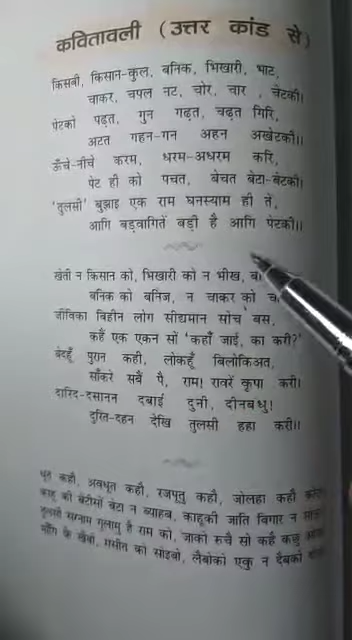 कवितावली (उत्तर कांड से)
किसबी, किसान-कुल, बनिक, भिखारी, भाट,
चाकर, चपल नट, चोर, चार, चेटकी।
पेटको पढ़त, गुन गढ़त, चढ़त गिरि,
अटत गहन-गन अहन अखेटकी॥
ऊँचे-नीचे करम, धरम-अधरम करि,
पेट ही को पचत, बेचत बेटा-बेटकी।
'तुलसी' बुझाइ एक राम घनस्याम ही तें,
आगि बड़वागितें बड़ी है आगि पेटकी॥
खेती न किसान को, भिखारी को न भीख,
बनिक को बनिज, न चाकर को
जीविका बिहीन लोग सीद्यमान सोच बस,
कहैं एक एकन सों 'कहाँ जाई, का करी?'
बेदहूँ पुरान कही, लोकहूँ बिलोकिअत,
साँकरे सबैं पै, राम! रावरें कृपा करी।
दारिद-दसानन दबाई दुनी, दीनबंधु!
दुरित-दहन देखि तुलसी हहा करी॥
धूत कहौ, अवधूत कहौ, रजपूतु कहौ, जोलहा कहौ
काहू की बेटीसों बेटा न ब्याहब, काहूकी जाति बिगार न
तुलसी सरनाम गुलामु है राम को, जाको रुचै सो कहै कछु
माँगि कै खैबो, मसीत को सोइबो, लैबोको एकु न दैबको